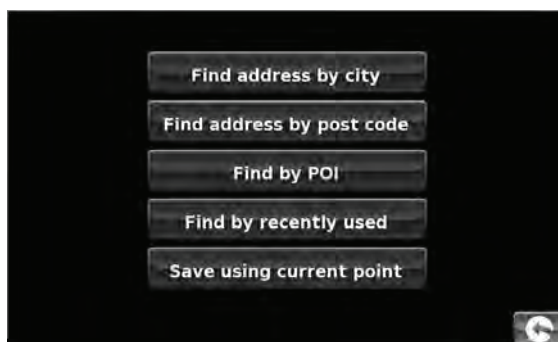 Find address by city
Find address by post code
Find by POI
Find by recently used
Save using current point